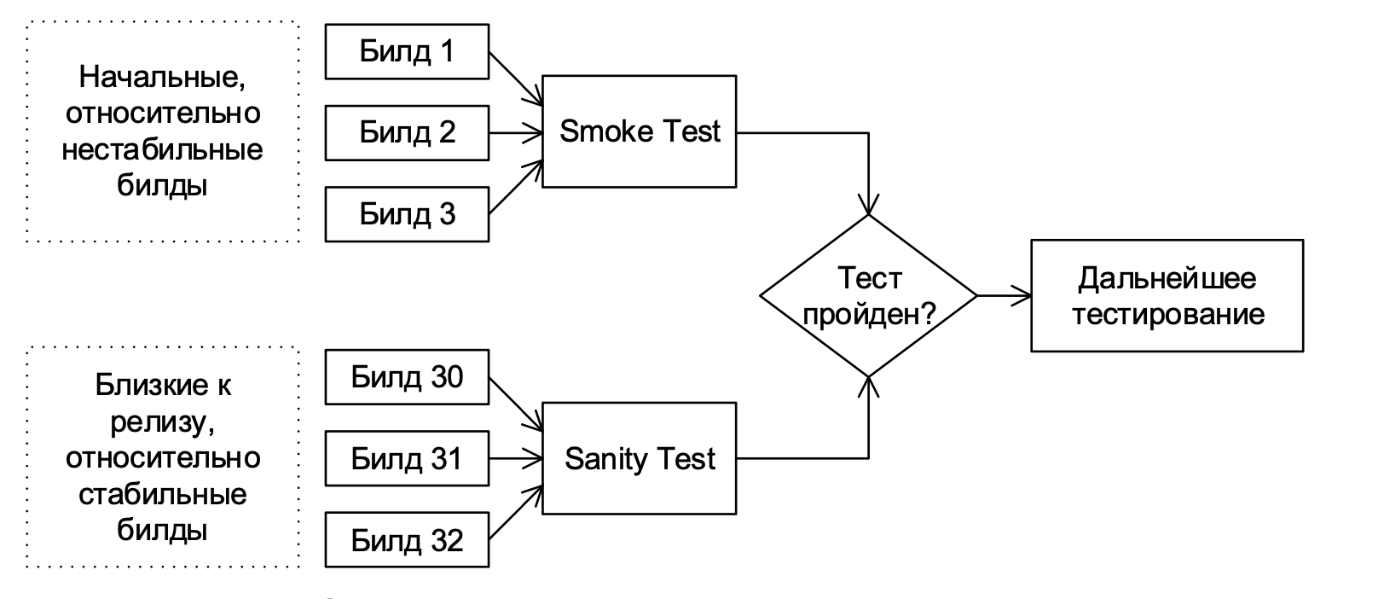 Начальные,
относительно
нестабильные
билды
Билд 1
Билд 2
Билд 3
Smoke Test
Тест
пройден?
Дальнейшее
тестирование
Близкие к
релизу,
относительно
стабильные
билды
Билд 30
Билд 31
Билд 32
Sanity Test